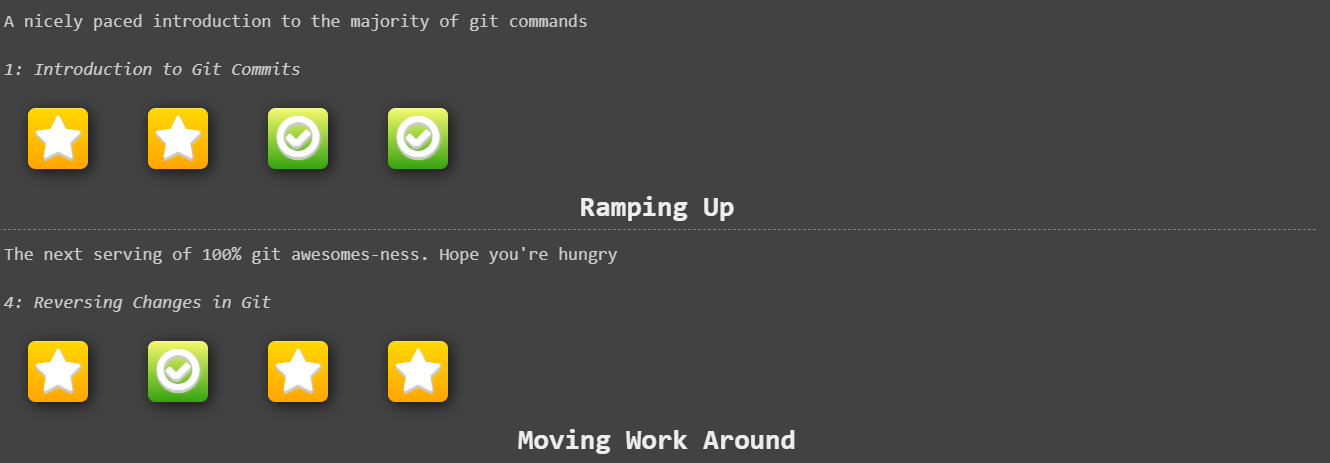 A nicely paced introduction to the majority of git commands
1: Introduction to Git Commits
Ramping Up
The next serving of 100% git awesomes-ness. Hope you're hungry
4: Reversing Changes in Git
Moving Work Around